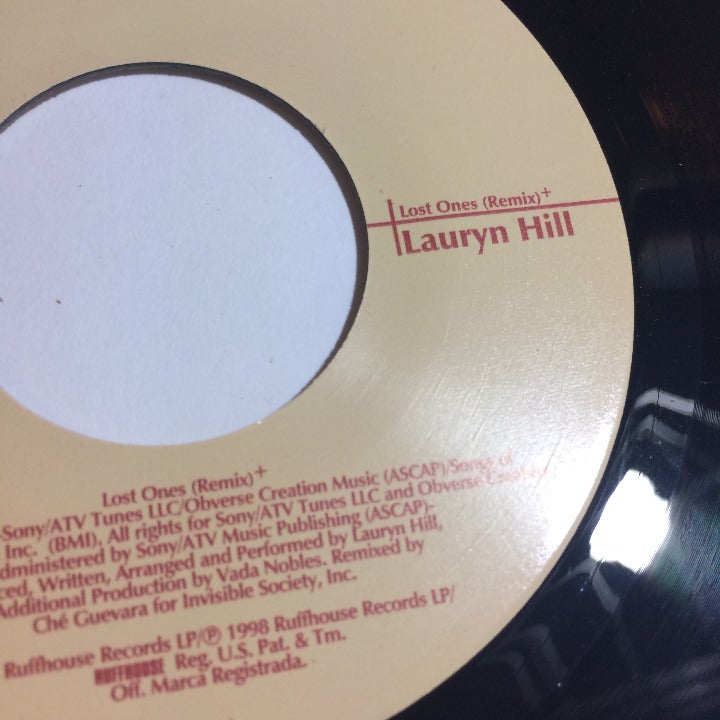 Lost Ones (Remix)+
Lauryn Hill
Lost Ones (Remix)+
-Sony/ATV Tunes LLC/Obverse Creation Music (ASCAP)/Songs of
Inc. (BMI). All rights for Sony/ATV Tunes LLC and Obverse Creation
dministered by Sony/ATV Music Publishing (ASCAP)-
ced, Written, Arranged and Performed by Lauryn Hill,
Additional Production by Vada Nobles. Remixed by
Ché Guevara for Invisible Society, Inc.
Ruffhouse Records LP/℗ 1998 Ruffhouse Records LP/
RUFFHOUSE Reg. U.S. Pat. & Tm.
Off. Marca Registrada.